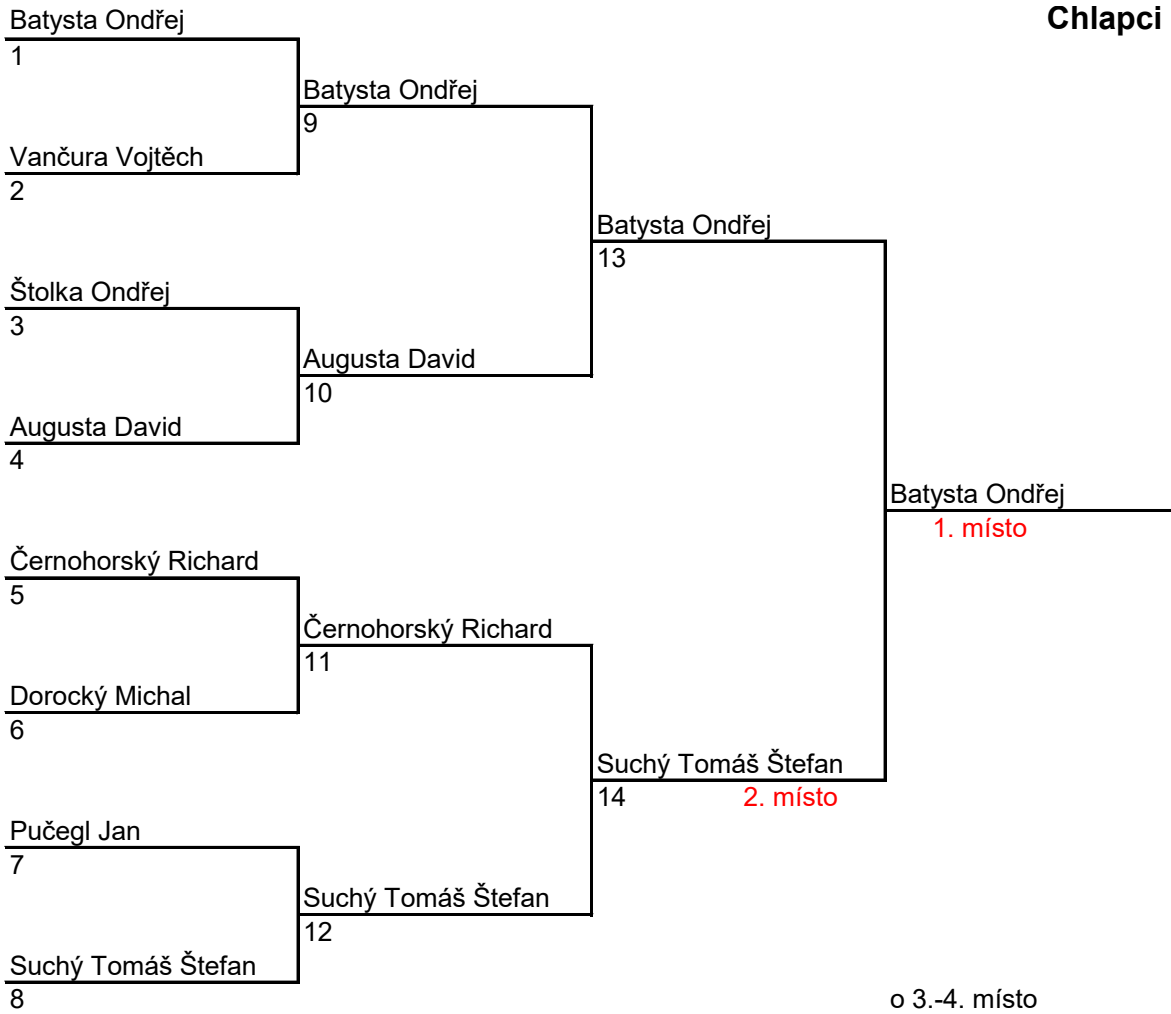 Chlapci
Batysta Ondřej
1
Batysta Ondřej
9
Vančura Vojtěch
2
Batysta Ondřej
13
Štolka Ondřej
3
Augusta David
10
Augusta David
4
Batysta Ondřej
1. místo
Černohorský Richard
5
Černohorský Richard
11
Dorocký Michal
6
Suchý Tomáš Štefan
14 2. místo
Pučegl Jan
7
Suchý Tomáš Štefan
12
Suchý Tomáš Štefan
8
o 3.-4. místo